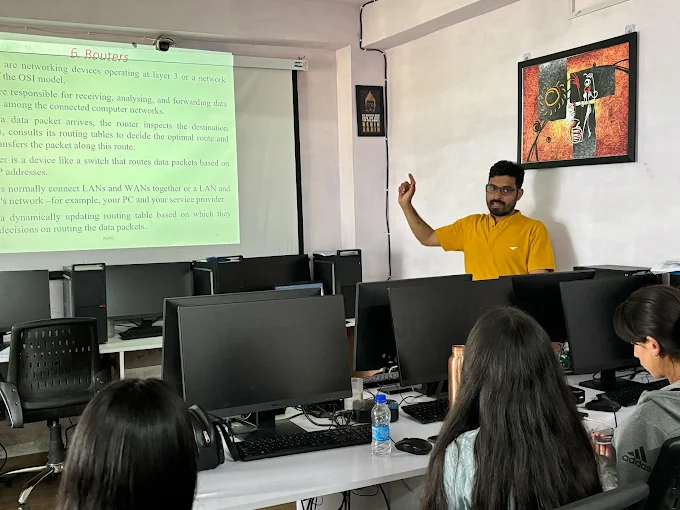 6. Routers
are networking devices operating at layer 3 or a network
the OSI model.
re responsible for receiving, analysing, and forwarding data
among the connected computer networks.
a data packet arrives, the router inspects the destination
s, consults its routing tables to decide the optimal route and
ansfers the packet along this route.
er is a device like a switch that routes data packets based on
P addresses.
rs normally connect LANs and WANs together or a LAN and
's network–for example, your PC and your service provider.
a dynamically updating routing table based on which they
decisions on routing the data packets.
adidas